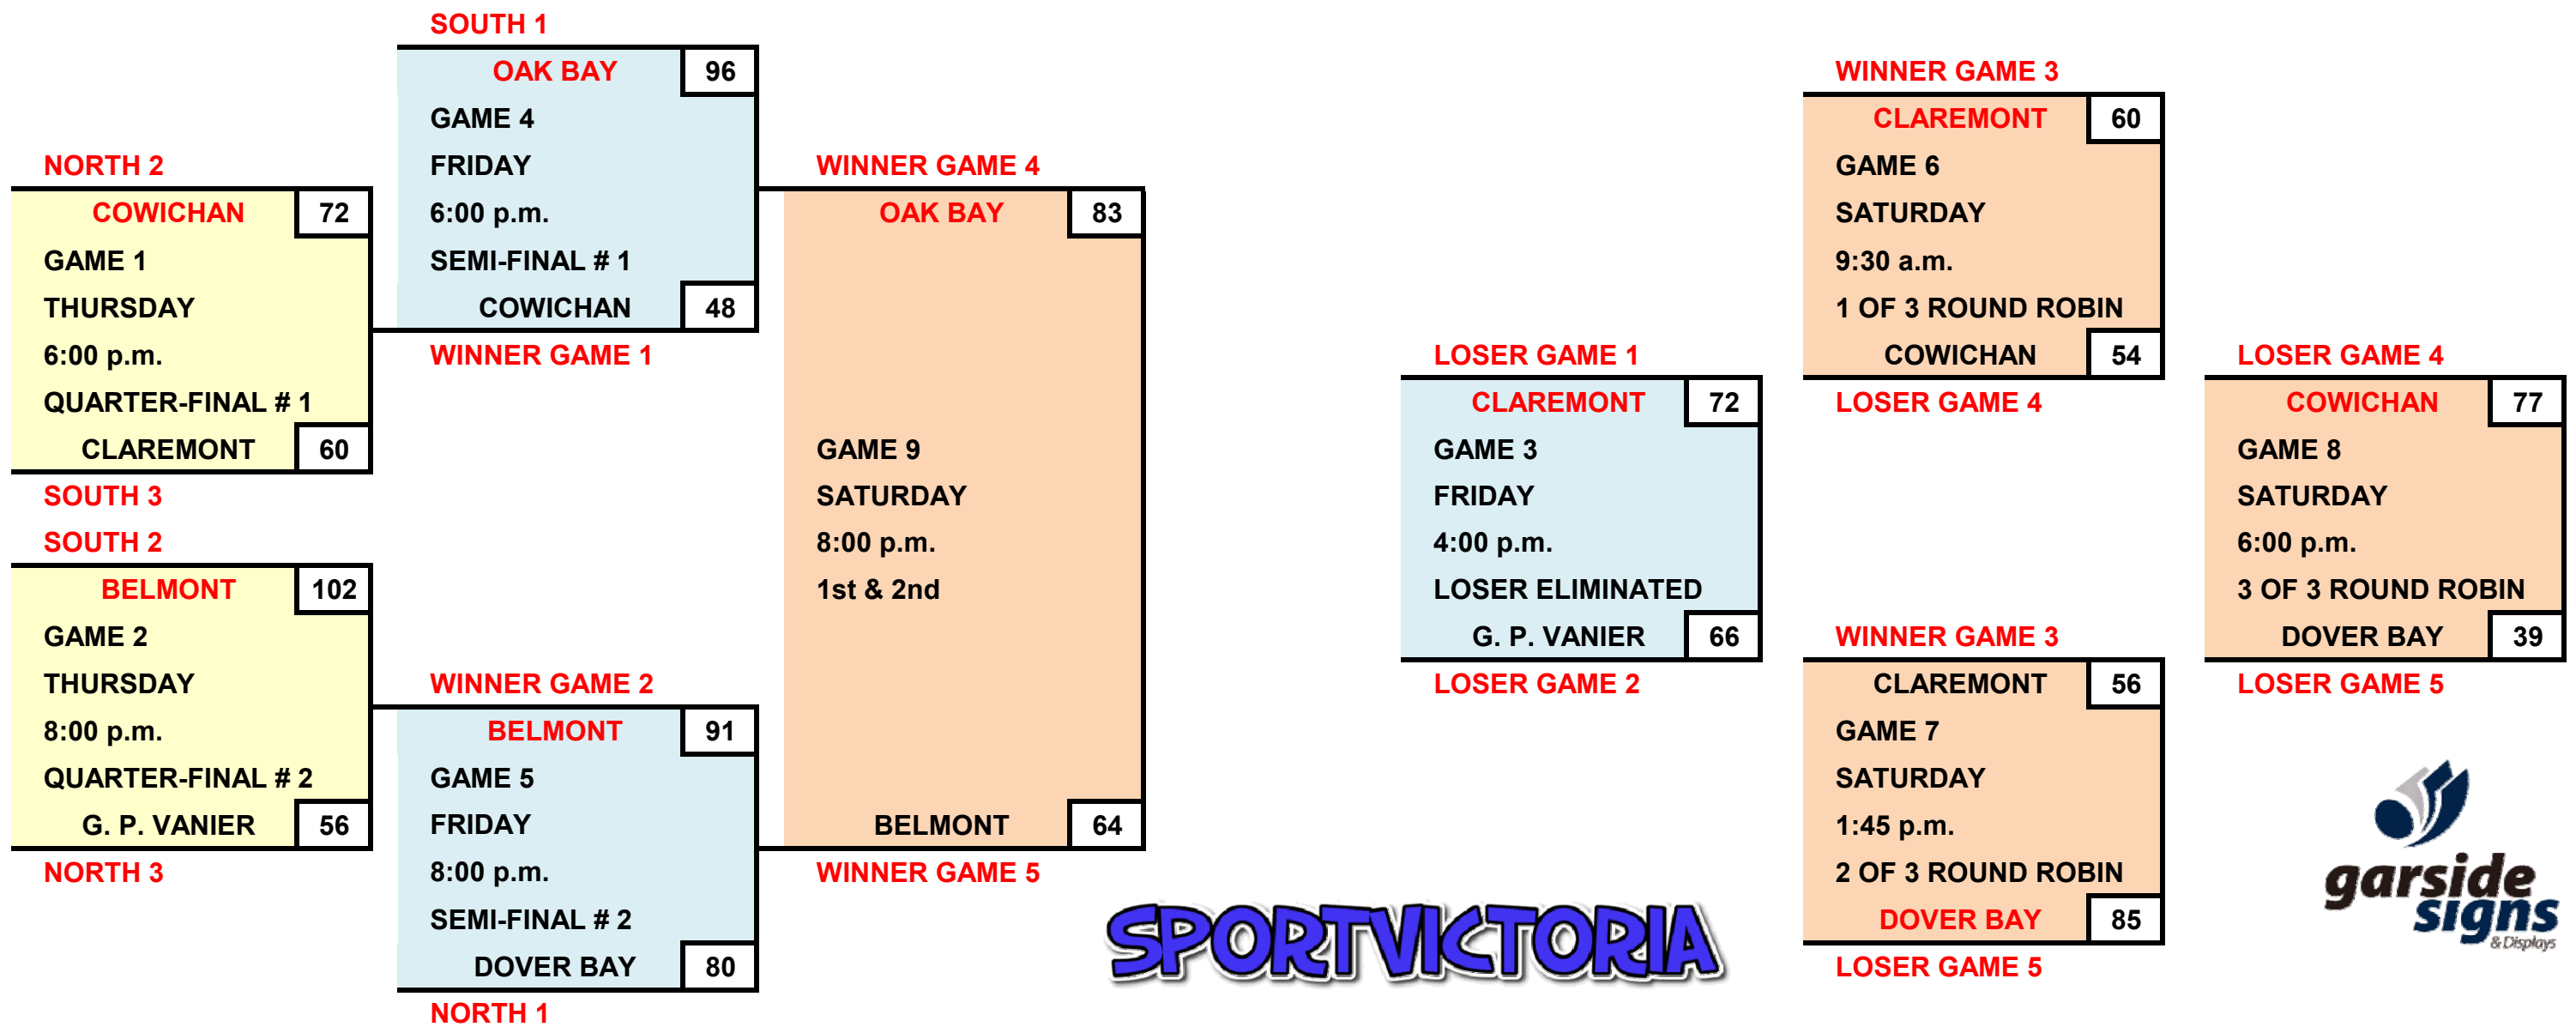 SOUTH 1
OAK BAY 96
GAME 4
FRIDAY
6:00 p.m.
SEMI-FINAL # 1
COWICHAN 48
WINNER GAME 1
NORTH 2
COWICHAN 72
GAME 1
THURSDAY
6:00 p.m.
QUARTER-FINAL # 1
CLAREMONT 60
SOUTH 3
SOUTH 2
BELMONT 102
GAME 2
THURSDAY
8:00 p.m.
QUARTER-FINAL # 2
G. P. VANIER 56
NORTH 3
WINNER GAME 2
BELMONT 91
GAME 5
FRIDAY
8:00 p.m.
SEMI-FINAL # 2
DOVER BAY 80
NORTH 1
WINNER GAME 4
OAK BAY 83
GAME 9
SATURDAY
8:00 p.m.
1st & 2nd
BELMONT 64
WINNER GAME 5
LOSER GAME 1
CLAREMONT 72
GAME 3
FRIDAY
4:00 p.m.
LOSER ELIMINATED
G. P. VANIER 66
LOSER GAME 2
WINNER GAME 3
CLAREMONT 60
GAME 6
SATURDAY
9:30 a.m.
1 OF 3 ROUND ROBIN
COWICHAN 54
LOSER GAME 4
WINNER GAME 3
CLAREMONT 56
GAME 7
SATURDAY
1:45 p.m.
2 OF 3 ROUND ROBIN
DOVER BAY 85
LOSER GAME 5
LOSER GAME 4
COWICHAN 77
GAME 8
SATURDAY
6:00 p.m.
3 OF 3 ROUND ROBIN
DOVER BAY 39
LOSER GAME 5
SPORTVICTORIA
garside
signs
& Displays